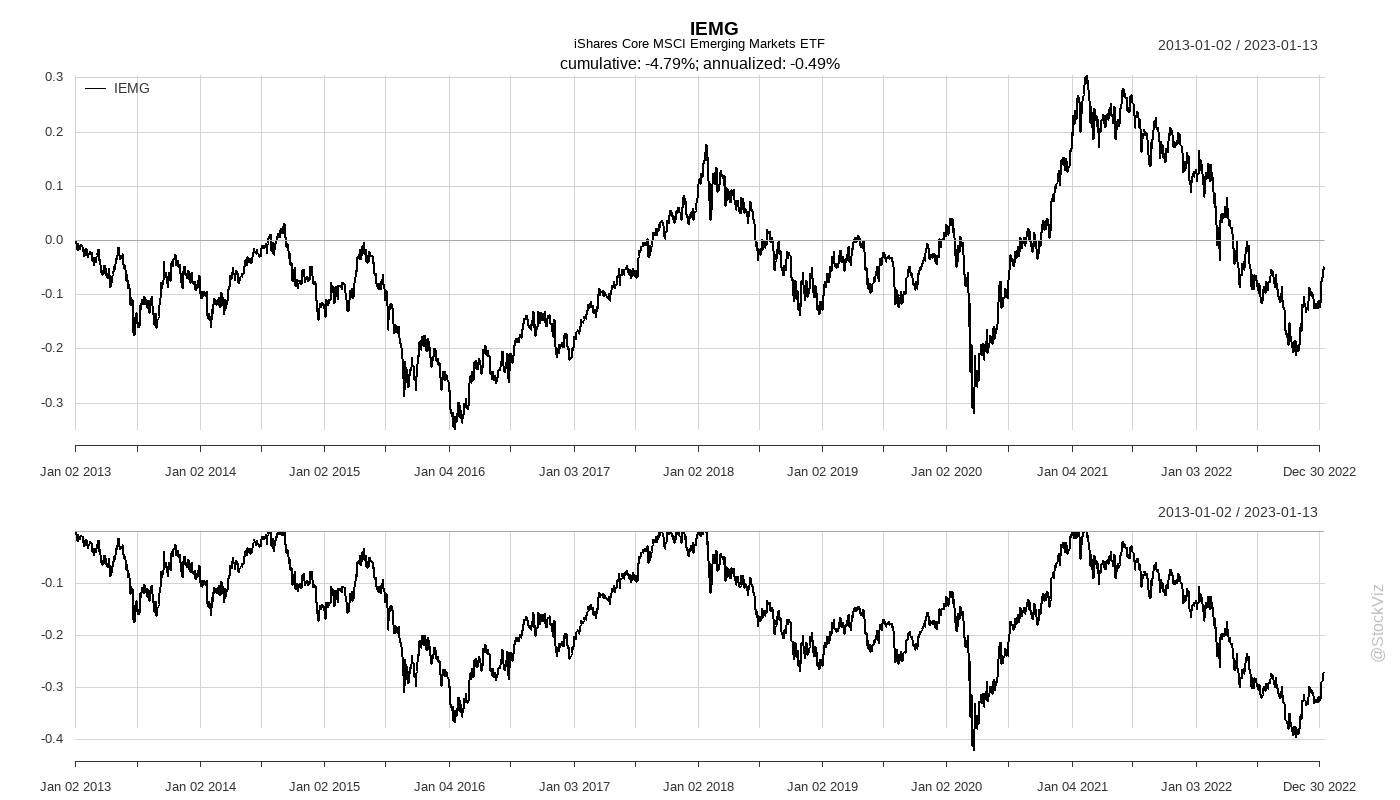 IEMG
iShares Core MSCI Emerging Markets ETF
2013-01-02 / 2023-01-13
cumulative: -4.79%; annualized: -0.49%
IEMG
0.3
0.2
0.1
0.0
-0.1
-0.2
-0.3
Jan 02 2013 Jan 02 2014 Jan 02 2015 Jan 04 2016 Jan 03 2017 Jan 02 2018 Jan 02 2019 Jan 02 2020 Jan 04 2021 Jan 03 2022 Dec 30 2022
2013-01-02 / 2023-01-13
-0.1
-0.2
-0.3
-0.4
Jan 02 2013 Jan 02 2014 Jan 02 2015 Jan 04 2016 Jan 03 2017 Jan 02 2018 Jan 02 2019 Jan 02 2020 Jan 04 2021 Jan 03 2022 Dec 30 2022
@StockViz